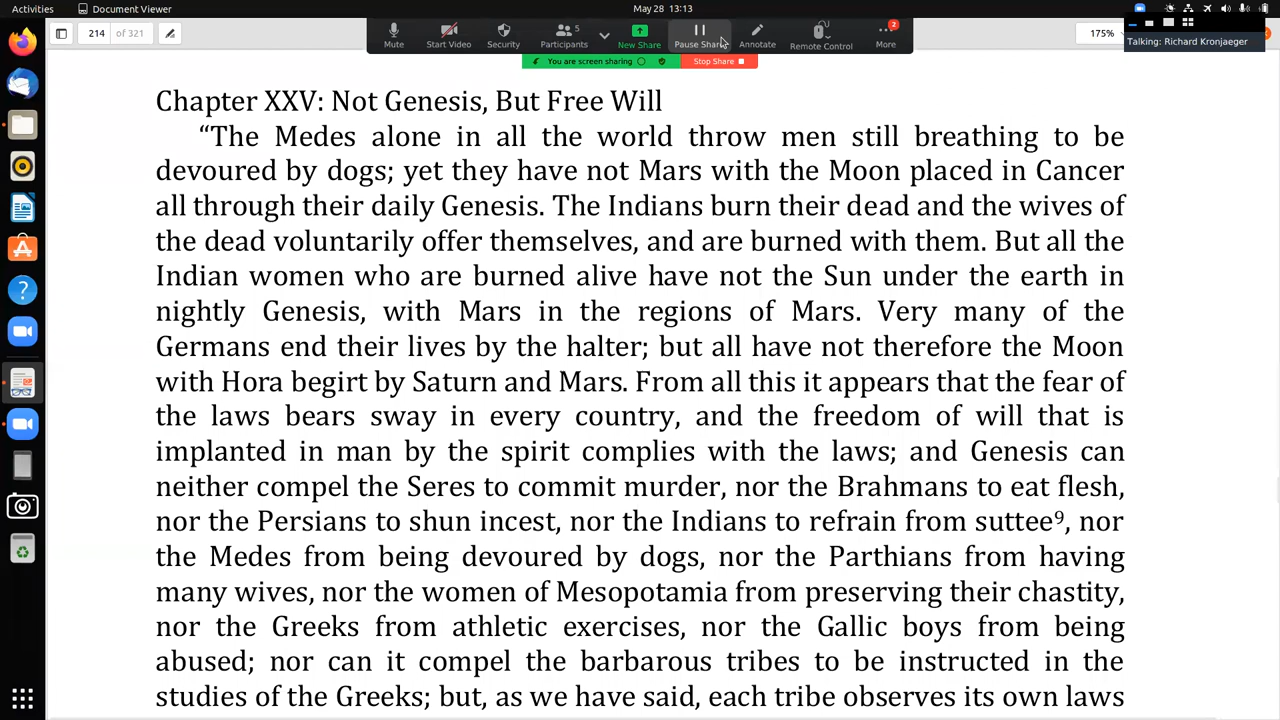 Activities
Document Viewer
May 28 13:13
214
of 321
Mute
Start Video
Security
Participants
5
New Share
Pause Share
Annotate
Remote Control
More
2
175%
Talking: Richard Kronjaeger
You are screen sharing
Stop Share
Chapter XXV: Not Genesis, But Free Will
“The Medes alone in all the world throw men still breathing to be
devoured by dogs; yet they have not Mars with the Moon placed in Cancer
all through their daily Genesis. The Indians burn their dead and the wives of
the dead voluntarily offer themselves, and are burned with them. But all the
Indian women who are burned alive have not the Sun under the earth in
nightly Genesis, with Mars in the regions of Mars. Very many of the
Germans end their lives by the halter; but all have not therefore the Moon
with Hora begirt by Saturn and Mars. From all this it appears that the fear of
the laws bears sway in every country, and the freedom of will that is
implanted in man by the spirit complies with the laws; and Genesis can
neither compel the Seres to commit murder, nor the Brahmans to eat flesh,
nor the Persians to shun incest, nor the Indians to refrain from suttee⁹, nor
the Medes from being devoured by dogs, nor the Parthians from having
many wives, nor the women of Mesopotamia from preserving their chastity,
nor the Greeks from athletic exercises, nor the Gallic boys from being
abused; nor can it compel the barbarous tribes to be instructed in the
studies of the Greeks; but, as we have said, each tribe observes its own laws